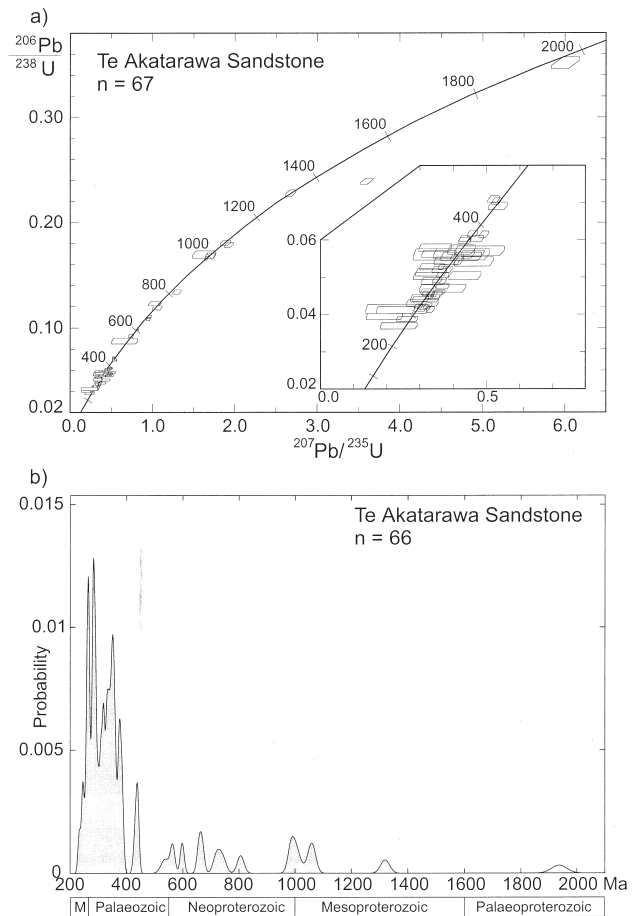 a)
206Pb
238U
Te Akatarawa Sandstone
n = 67
2000
1800
1600
1400
1200
1000
800
600
400
0.30
0.20
0.10
0.02
0.06
0.04
0.02
400
200
0.0
0.5
0.0 1.0 2.0 3.0 4.0 5.0 6.0
207Pb/235U
b)
Te Akatarawa Sandstone
n = 66
0.015
0.01
0.005
0
Probability
200 400 600 800 1000 1200 1400 1600 1800 2000 Ma
M Palaeozoic Neoproterozoic Mesoproterozoic Palaeoproterozoic